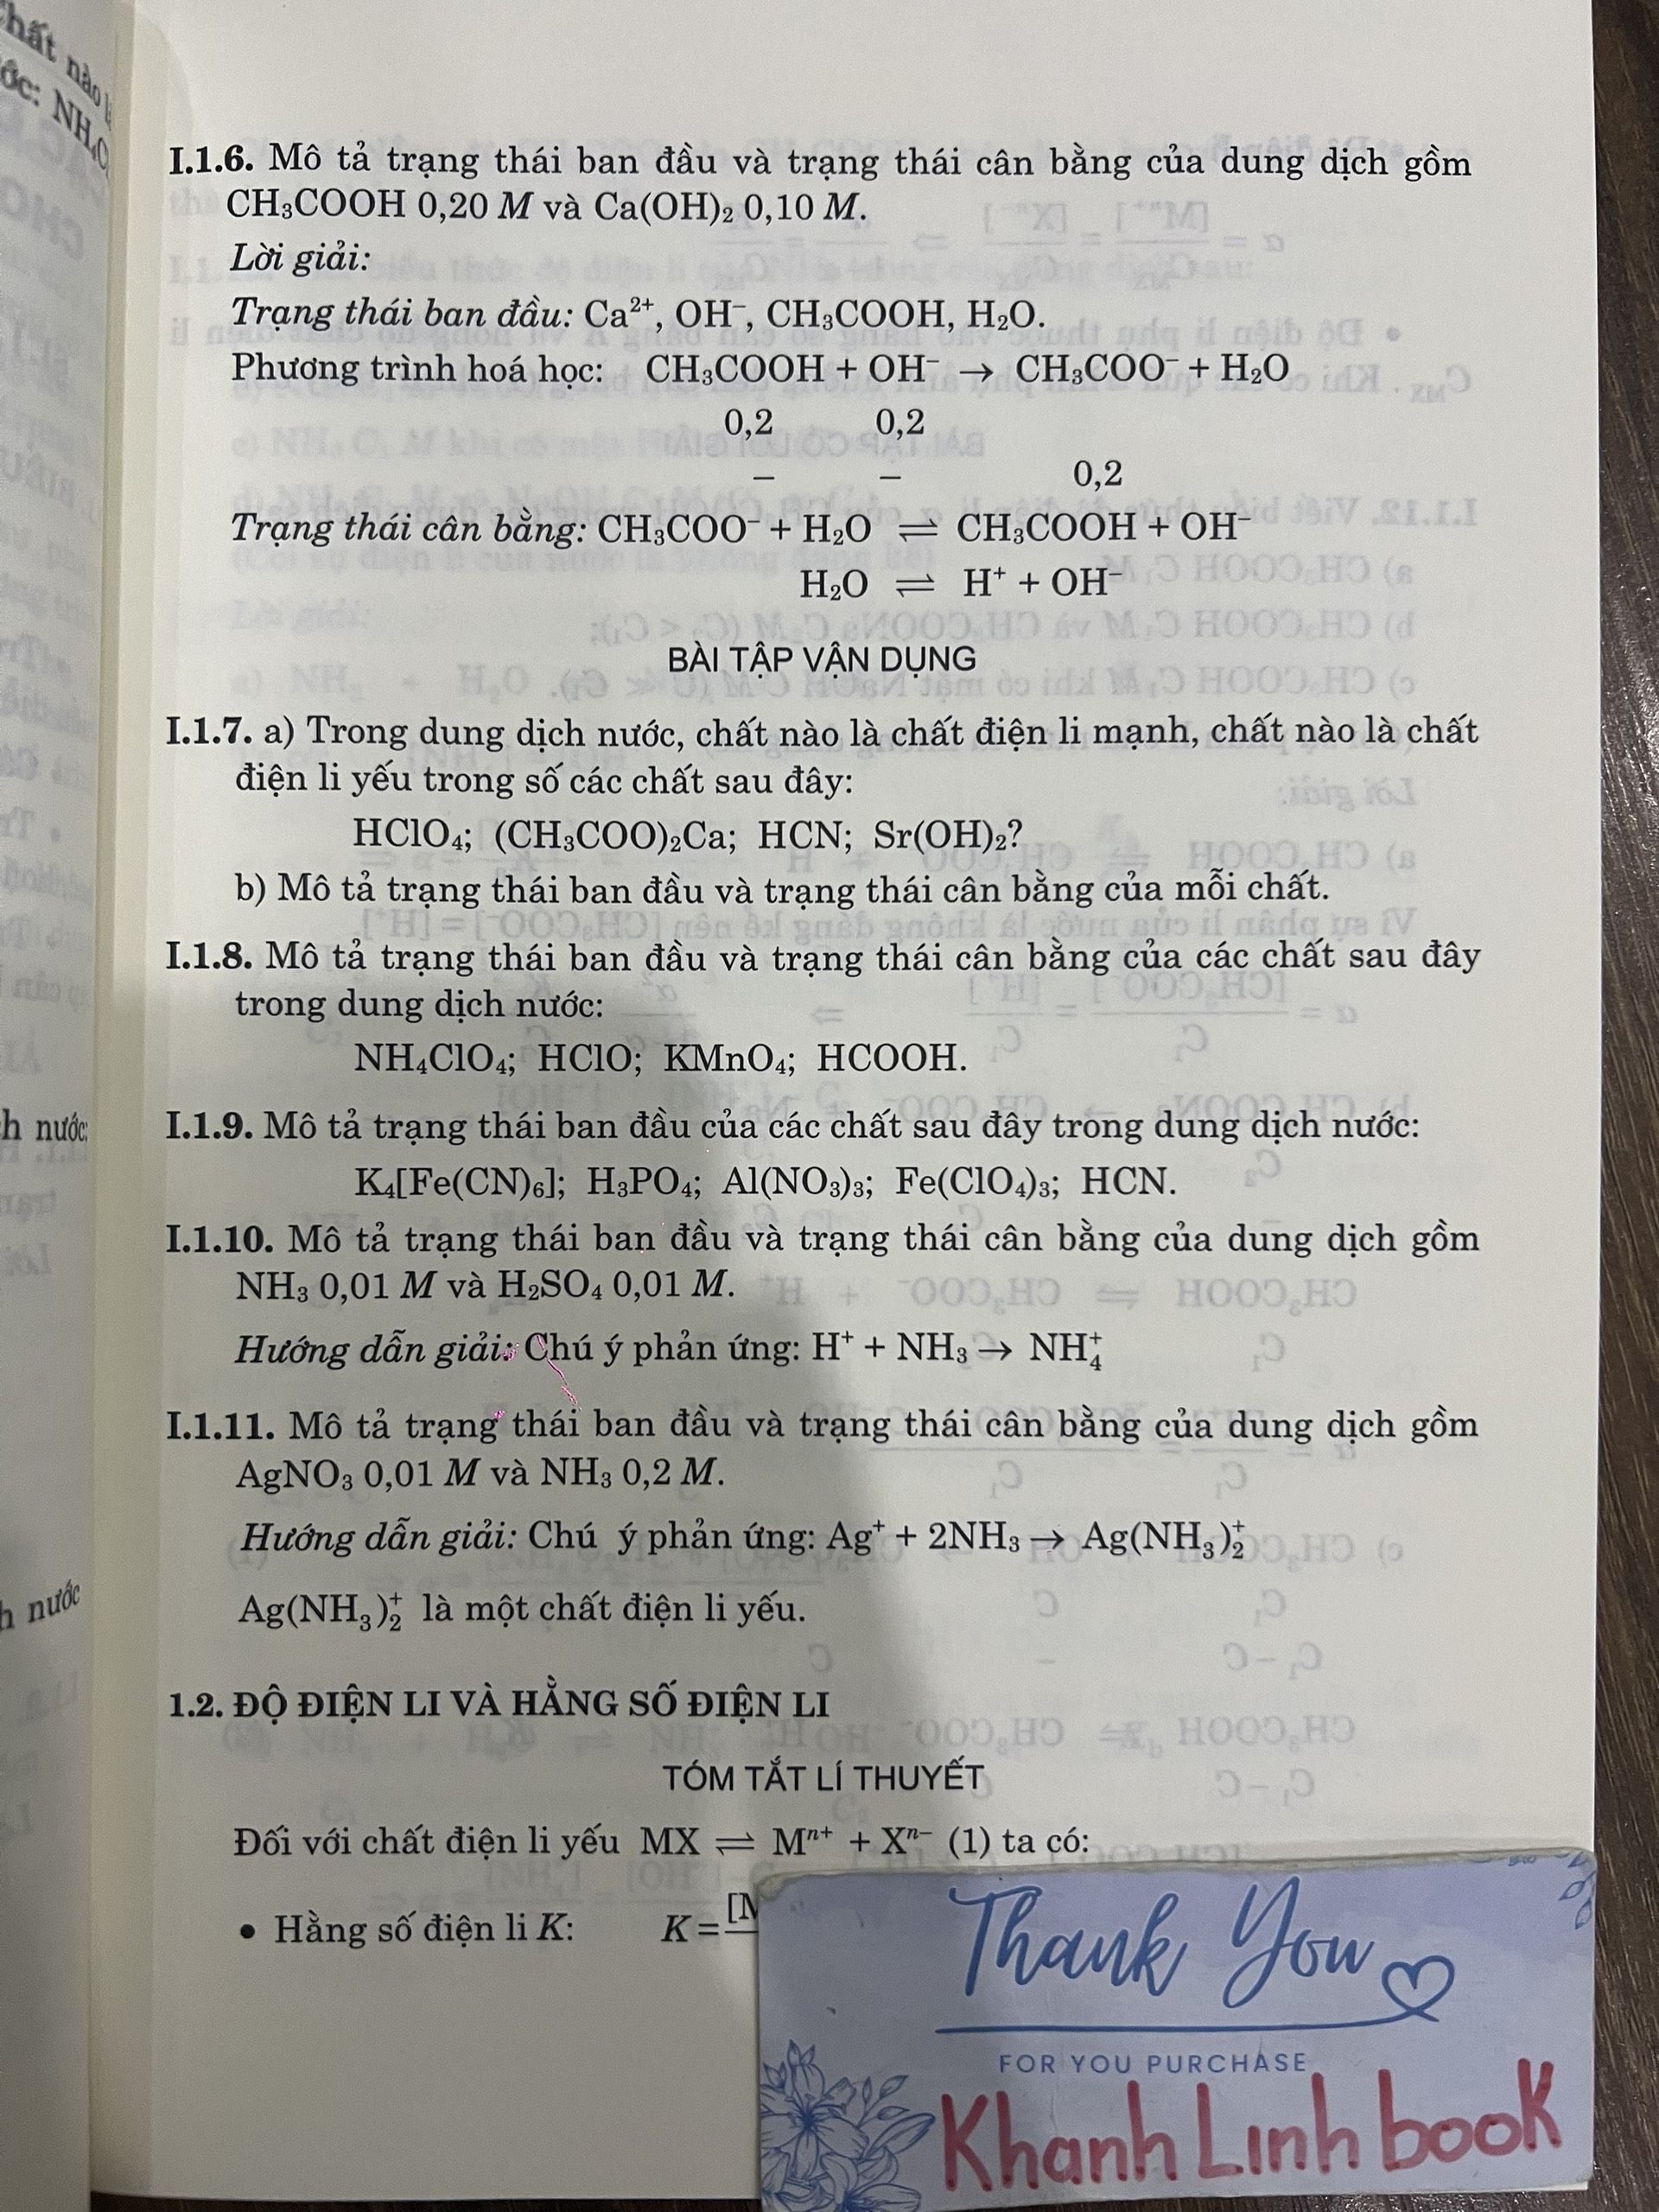 hất nào l
ớc: NH₄C
I.1.6. Mô tả trạng thái ban đầu và trạng thái cân bằng của dung dịch gồm
CH₃COOH 0,20 M và Ca(OH)₂ 0,10 M.
Lời giải:
Trạng thái ban đầu: Ca²⁺, OH⁻, CH₃COOH, H₂O.
Phương trình hoá học: CH₃COOH + OH⁻ → CH₃COO⁻ + H₂O
0,2 0,2
– – 0,2
Trạng thái cân bằng: CH₃COO⁻ + H₂O ⇌ CH₃COOH + OH⁻
H₂O ⇌ H⁺ + OH⁻
BÀI TẬP VẬN DỤNG
I.1.7. a) Trong dung dịch nước, chất nào là chất điện li mạnh, chất nào là chất
điện li yếu trong số các chất sau đây:
HClO₄; (CH₃COO)₂Ca; HCN; Sr(OH)₂?
b) Mô tả trạng thái ban đầu và trạng thái cân bằng của mỗi chất.
I.1.8. Mô tả trạng thái ban đầu và trạng thái cân bằng của các chất sau đây
trong dung dịch nước:
NH₄ClO₄; HClO; KMnO₄; HCOOH.
h nước:
I.1.9. Mô tả trạng thái ban đầu của các chất sau đây trong dung dịch nước:
K₄[Fe(CN)₆]; H₃PO₄; Al(NO₃)₃; Fe(ClO₄)₃; HCN.
I.1.10. Mô tả trạng thái ban đầu và trạng thái cân bằng của dung dịch gồm
NH₃ 0,01 M và H₂SO₄ 0,01 M.
Hướng dẫn giải: Chú ý phản ứng: H⁺ + NH₃ → NH₄⁺
I.1.11. Mô tả trạng thái ban đầu và trạng thái cân bằng của dung dịch gồm
AgNO₃ 0,01 M và NH₃ 0,2 M.
Hướng dẫn giải: Chú ý phản ứng: Ag⁺ + 2NH₃ → Ag(NH₃)₂⁺
h nước
Ag(NH₃)₂⁺ là một chất điện li yếu.
1.2. ĐỘ ĐIỆN LI VÀ HẰNG SỐ ĐIỆN LI
TÓM TẮT LÍ THUYẾT
Đối với chất điện li yếu MX ⇌ Mⁿ⁺ + Xⁿ⁻ (1) ta có:
• Hằng số điện li K: K = [M
Thank You
FOR YOU PURCHASE
Khanh Linh book